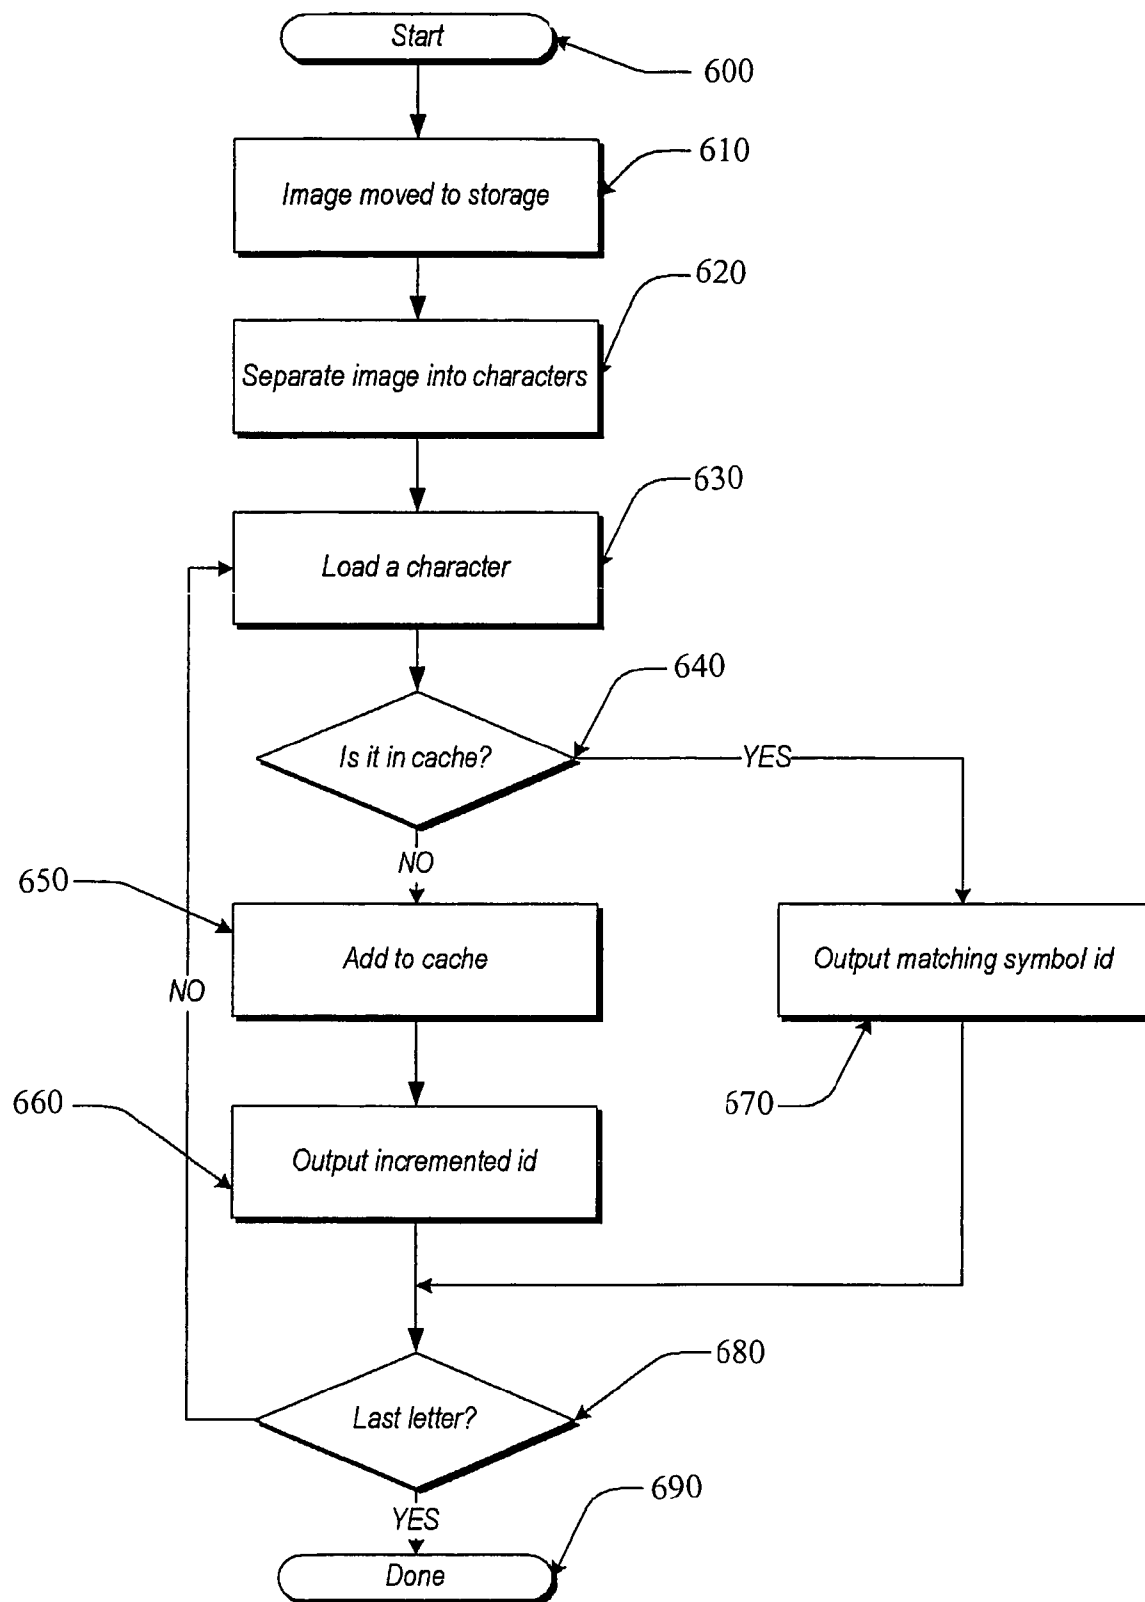 Start
600
Image moved to storage
610
Separate image into characters
620
Load a character
630
Is it in cache?
640
YES
NO
650
Add to cache
Output matching symbol id
NO
660
670
Output incremented id
Last letter?
680
YES
690
Done